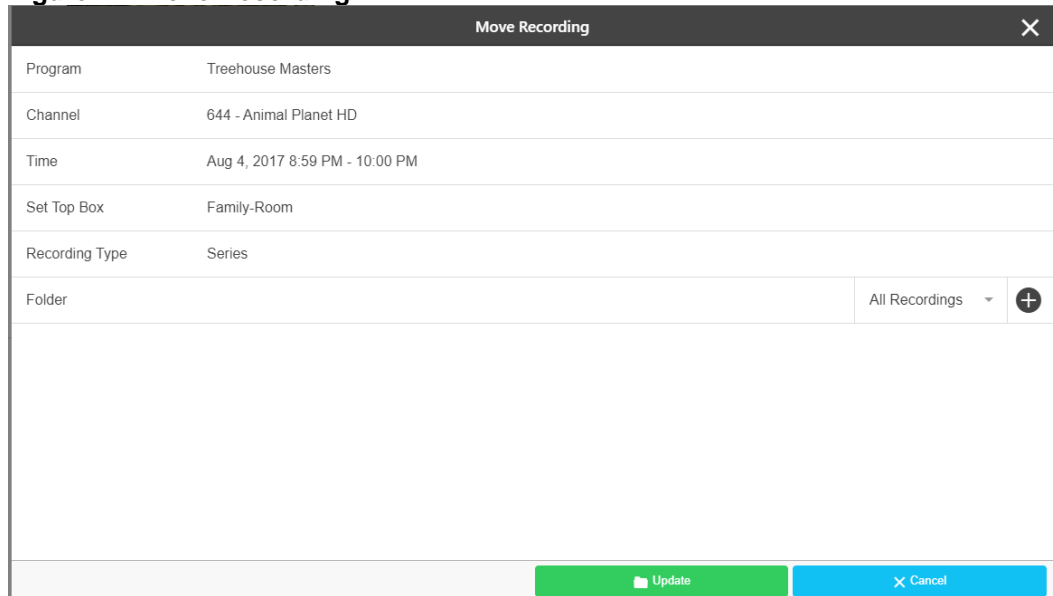 Move Recording
Program Treehouse Masters
Channel 644 - Animal Planet HD
Time Aug 4, 2017 8:59 PM - 10:00 PM
Set Top Box Family-Room
Recording Type Series
Folder All Recordings
Update Cancel